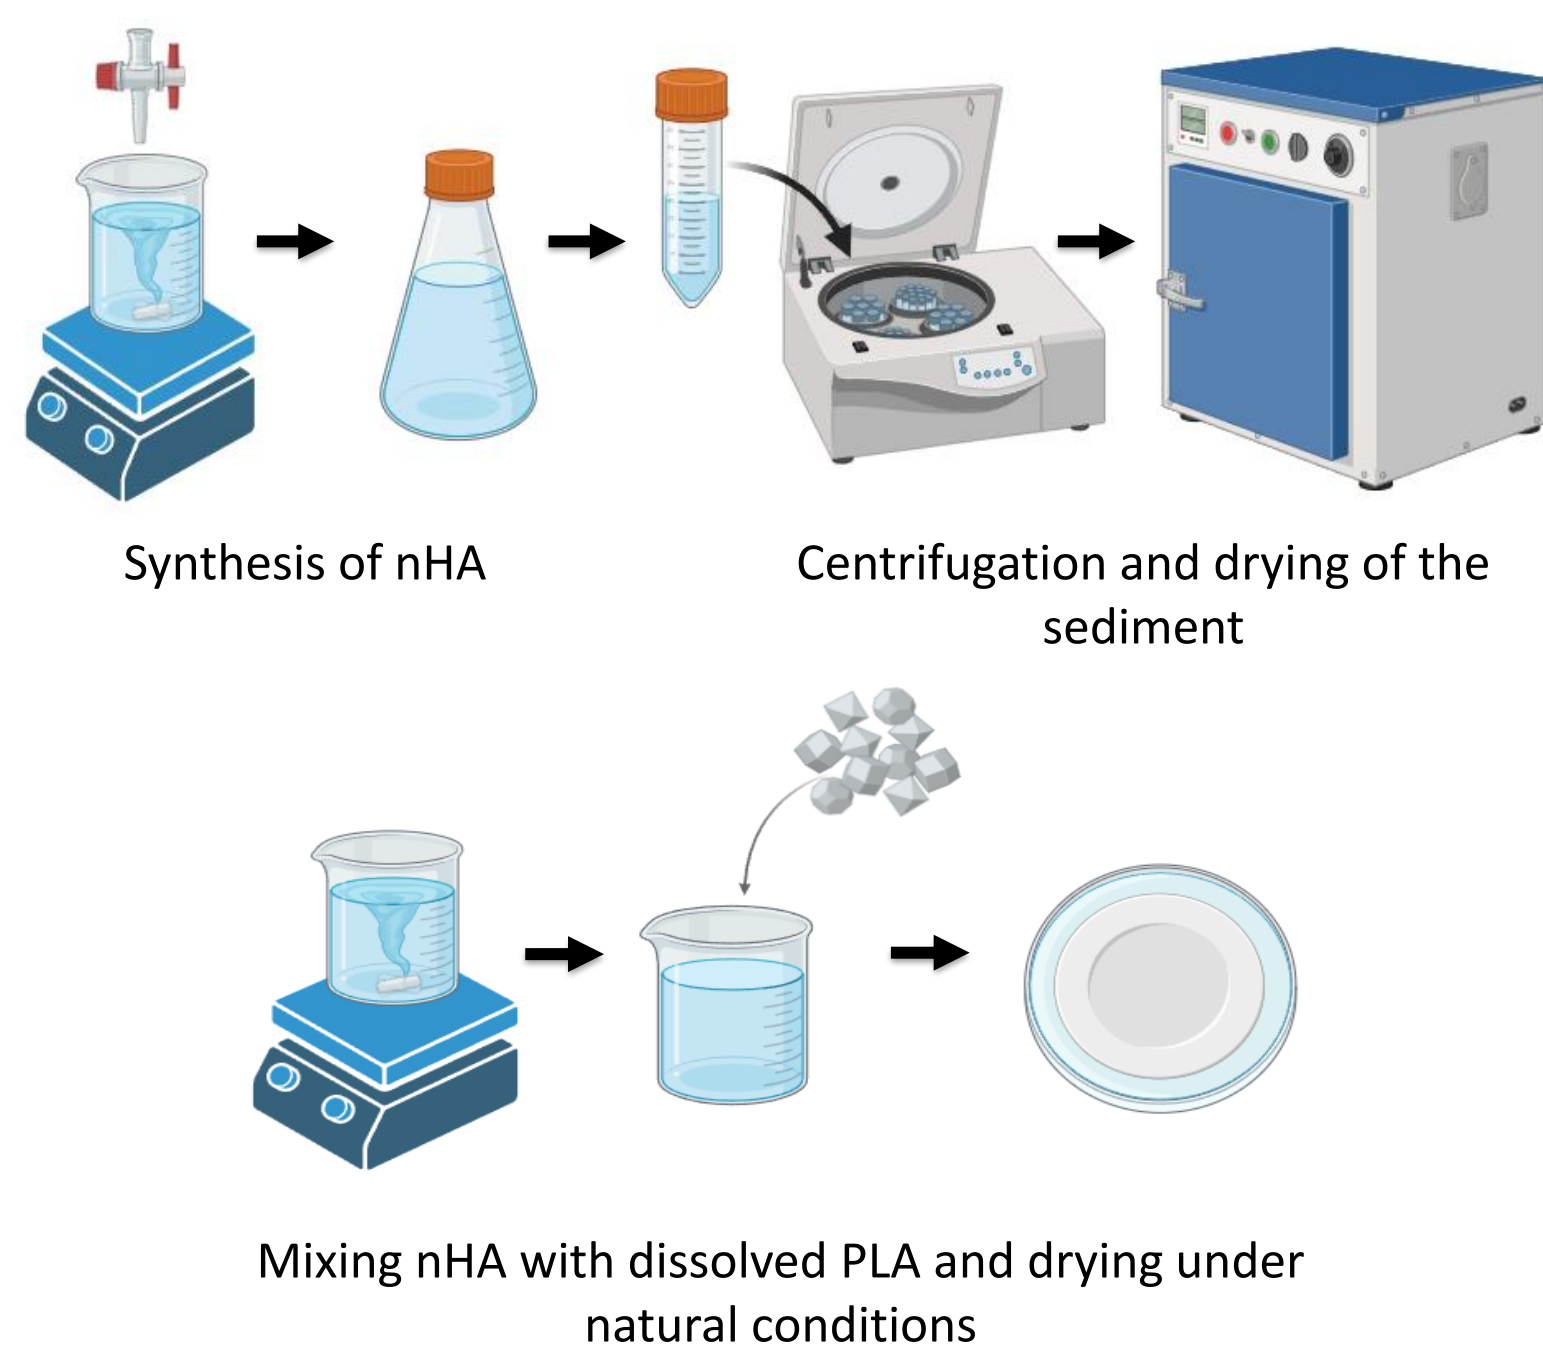 Synthesis of nHA
Centrifugation and drying of the
sediment
Mixing nHA with dissolved PLA and drying under
natural conditions